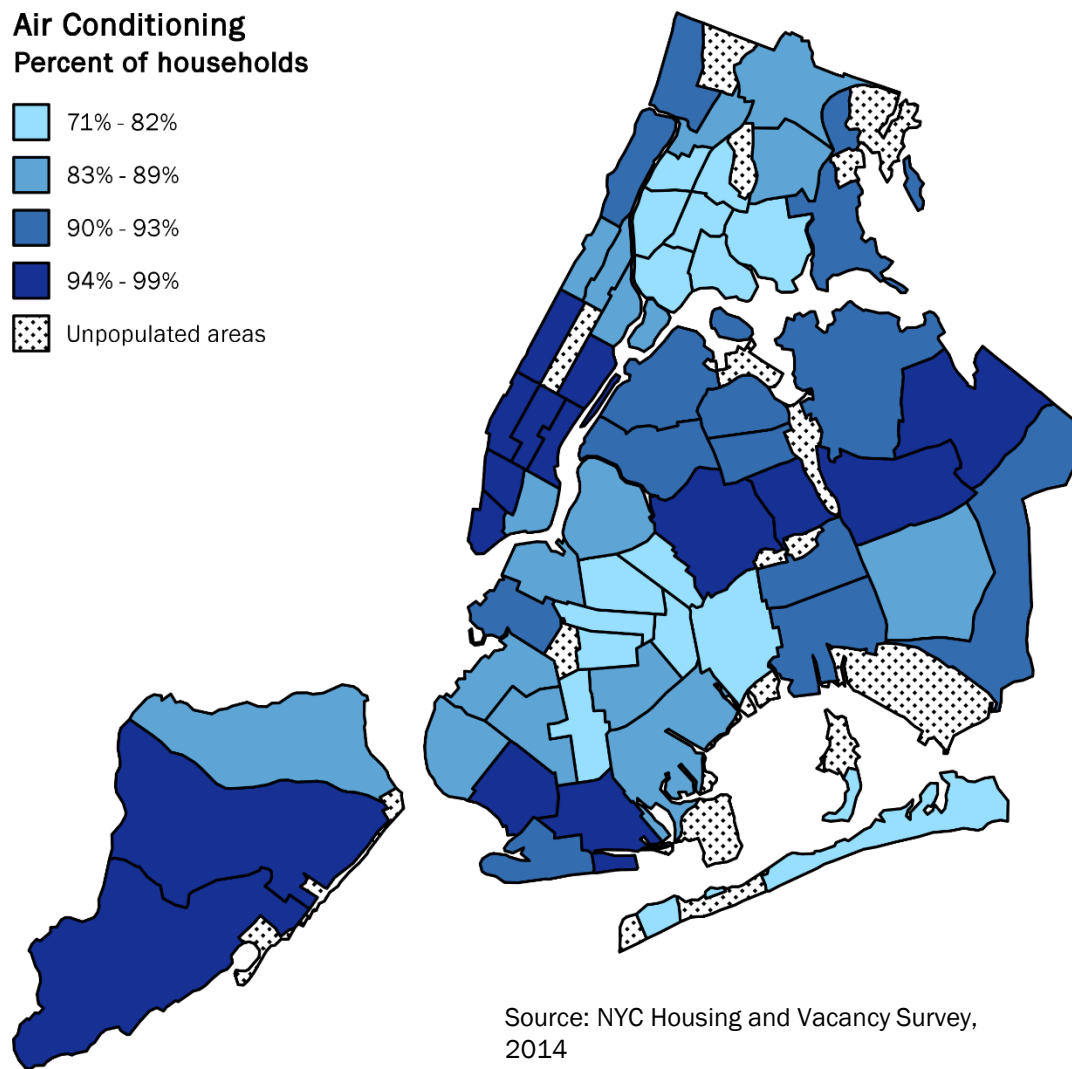 Air Conditioning
Percent of households
71% - 82%
83% - 89%
90% - 93%
94% - 99%
Unpopulated areas
Source: NYC Housing and Vacancy Survey,
2014